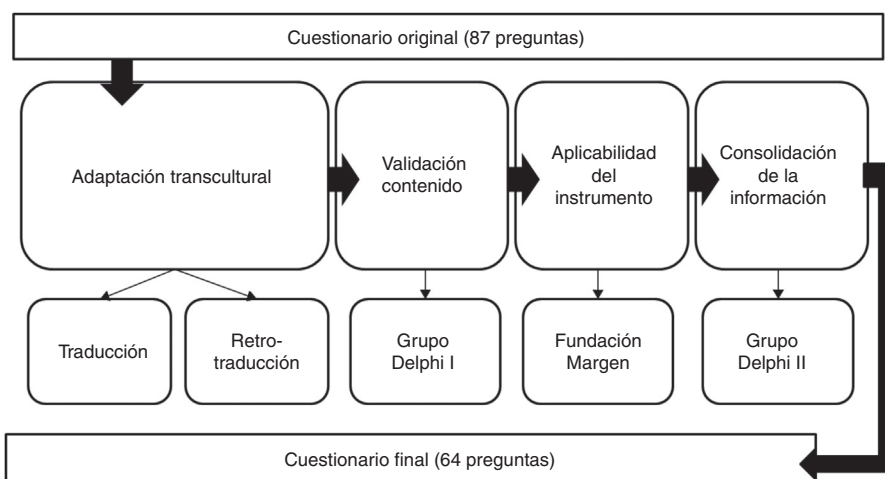 Cuestionario original (87 preguntas)
Adaptación transcultural
Validación
contenido
Aplicabilidad
del
instrumento
Consolidación
de la
información
Traducción
Retro-
traducción
Grupo
Delphi I
Fundación
Margen
Grupo
Delphi II
Cuestionario final (64 preguntas)